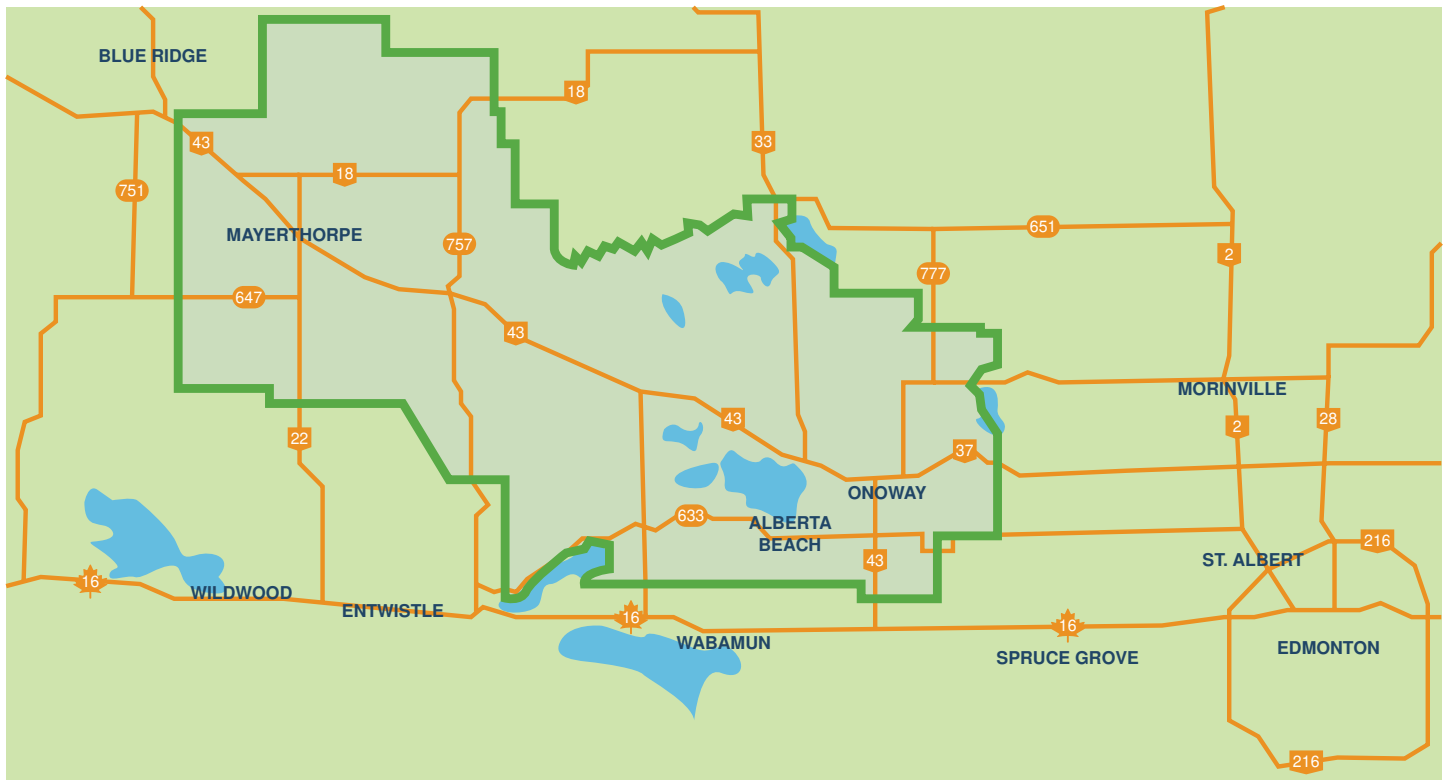 BLUE RIDGE
18
43
33
18
751
651
MAYERTHORPE
757
2
777
647
43
MORINVILLE
43
28
2
22
37
ONOWAY
633
ALBERTA
BEACH
216
43
ST. ALBERT
16
WILDWOOD
ENTWISTLE
16
16
WABAMUN
EDMONTON
SPRUCE GROVE
216